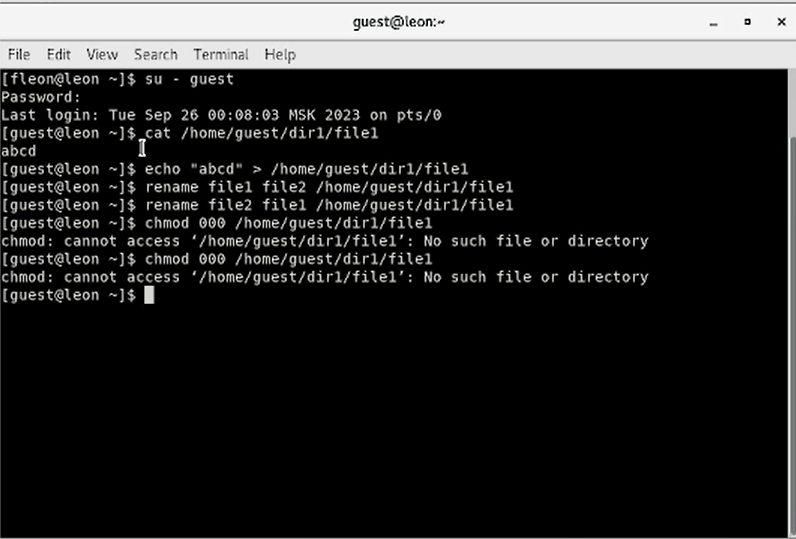 guest@leon:~
File Edit View Search Terminal Help
[fleon@leon ~]$ su - guest
Password:
Last login: Tue Sep 26 00:08:03 MSK 2023 on pts/0
[guest@leon ~]$ cat /home/guest/dir1/file1
abcd
[guest@leon ~]$ echo "abcd" > /home/guest/dir1/file1
[guest@leon ~]$ rename file1 file2 /home/guest/dir1/file1
[guest@leon ~]$ rename file2 file1 /home/guest/dir1/file1
[guest@leon ~]$ chmod 000 /home/guest/dir1/file1
chmod: cannot access ‘/home/guest/dir1/file1’: No such file or directory
[guest@leon ~]$ chmod 000 /home/guest/dir1/file1
chmod: cannot access ‘/home/guest/dir1/file1’: No such file or directory
[guest@leon ~]$